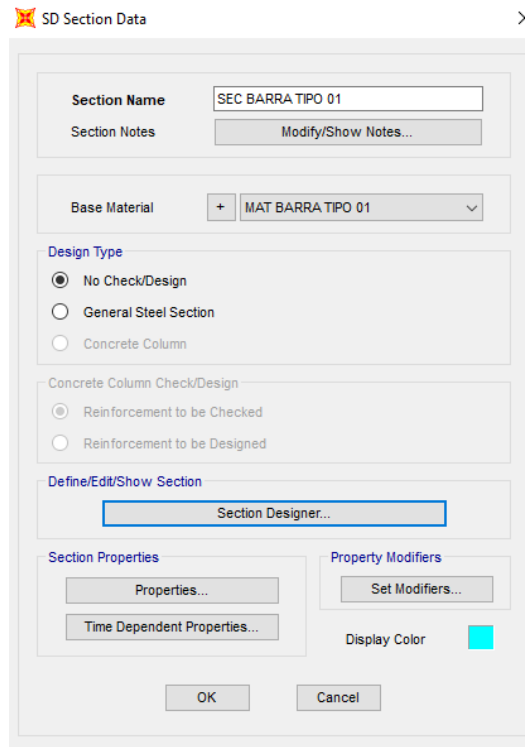 SD Section Data
Section Name SEC BARRA TIPO 01
Section Notes Modify/Show Notes...
Base Material + MAT BARRA TIPO 01
Design Type
No Check/Design
General Steel Section
Concrete Column
Concrete Column Check/Design
Reinforcement to be Checked
Reinforcement to be Designed
Define/Edit/Show Section
Section Designer...
Section Properties
Properties...
Time Dependent Properties...
Property Modifiers
Set Modifiers...
Display Color
OK Cancel